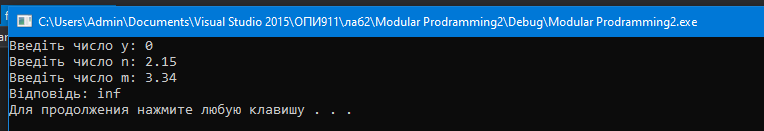 C:\Users\Admin\Documents\Visual Studio 2015\ОПИ911\ла62\Modular Prodramming2\Debug\Modular Prodramming2.exe
Введіть число y: 0
Введіть число n: 2.15
Введіть число m: 3.34
Відповідь: inf
Для продолжения нажмите любую клавишу . . .